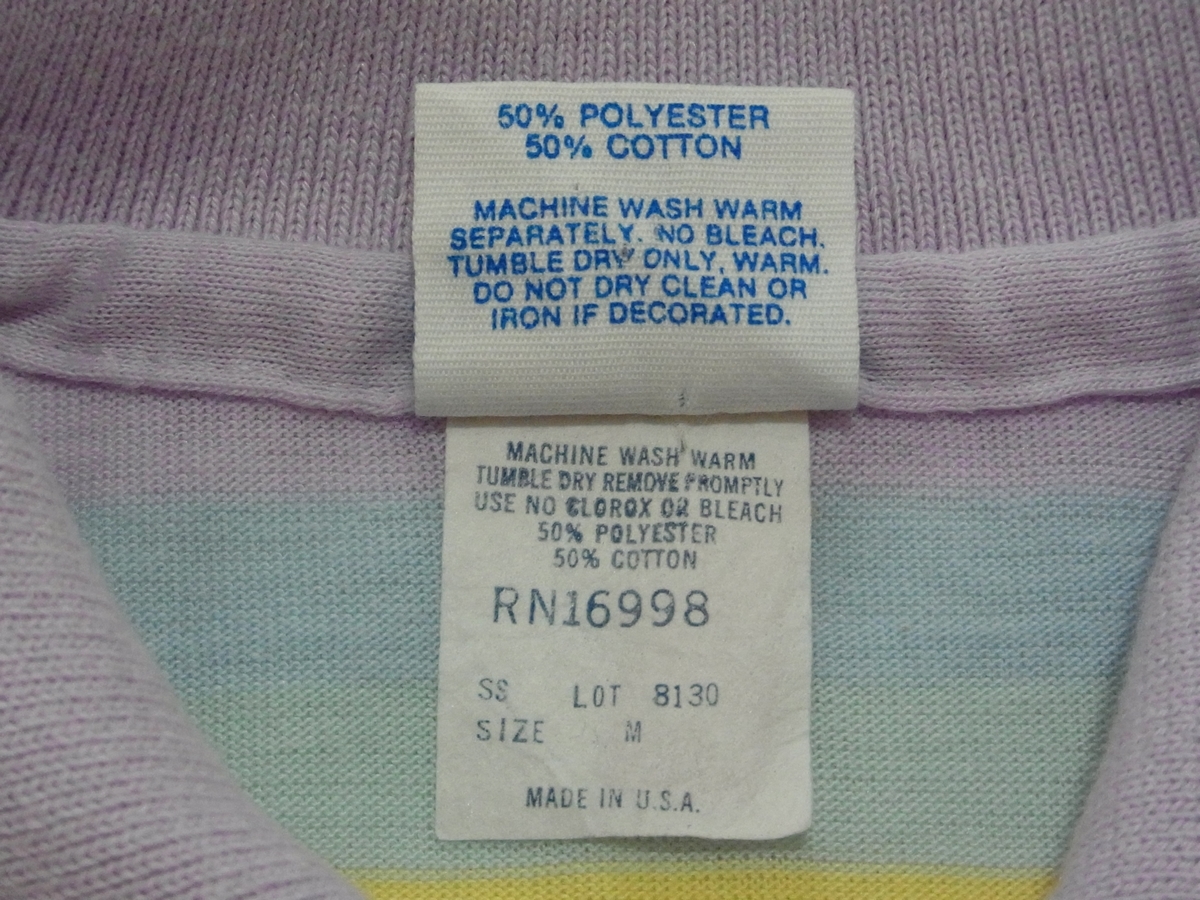 50% POLYESTER
50% COTTON
MACHINE WASH WARM
SEPARATELY. NO BLEACH.
TUMBLE DRY ONLY, WARM.
DO NOT DRY CLEAN OR
IRON IF DECORATED.
MACHINE WASH WARM
TUMBLE DRY REMOVE PROMPTLY
USE NO CLOROX OR BLEACH
50% POLYESTER
50% COTTON
RN16998
SS LOT 8130
SIZE M
MADE IN U.S.A.